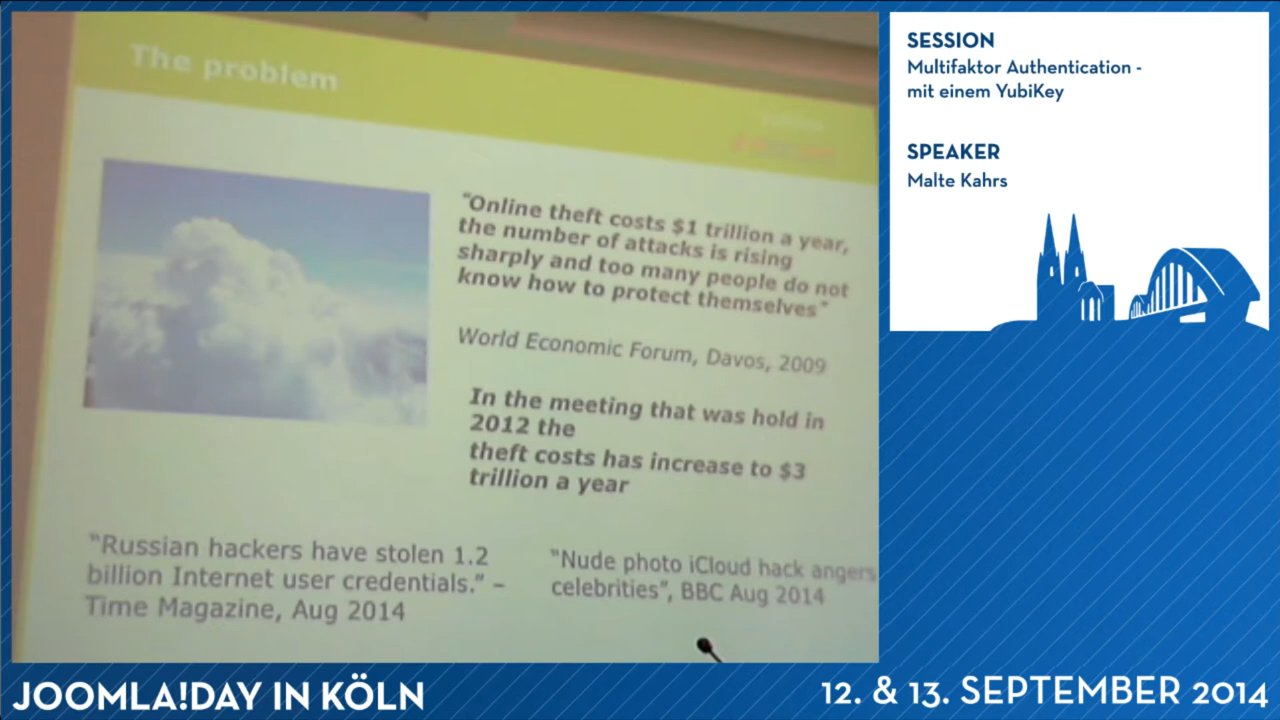 The problem
"Online theft costs $1 trillion a year,
the number of attacks is rising
sharply and too many people do not
know how to protect themselves"
World Economic Forum, Davos, 2009
In the meeting that was hold in
2012 the
theft costs has increase to $3
trillion a year
"Russian hackers have stolen 1.2
billion Internet user credentials." –
Time Magazine, Aug 2014
"Nude photo iCloud hack angers
celebrities", BBC Aug 2014
SESSION
Multifaktor Authentication -
mit einem YubiKey
SPEAKER
Malte Kahrs
JOOMLA!DAY IN KÖLN
12. & 13. SEPTEMBER 2014